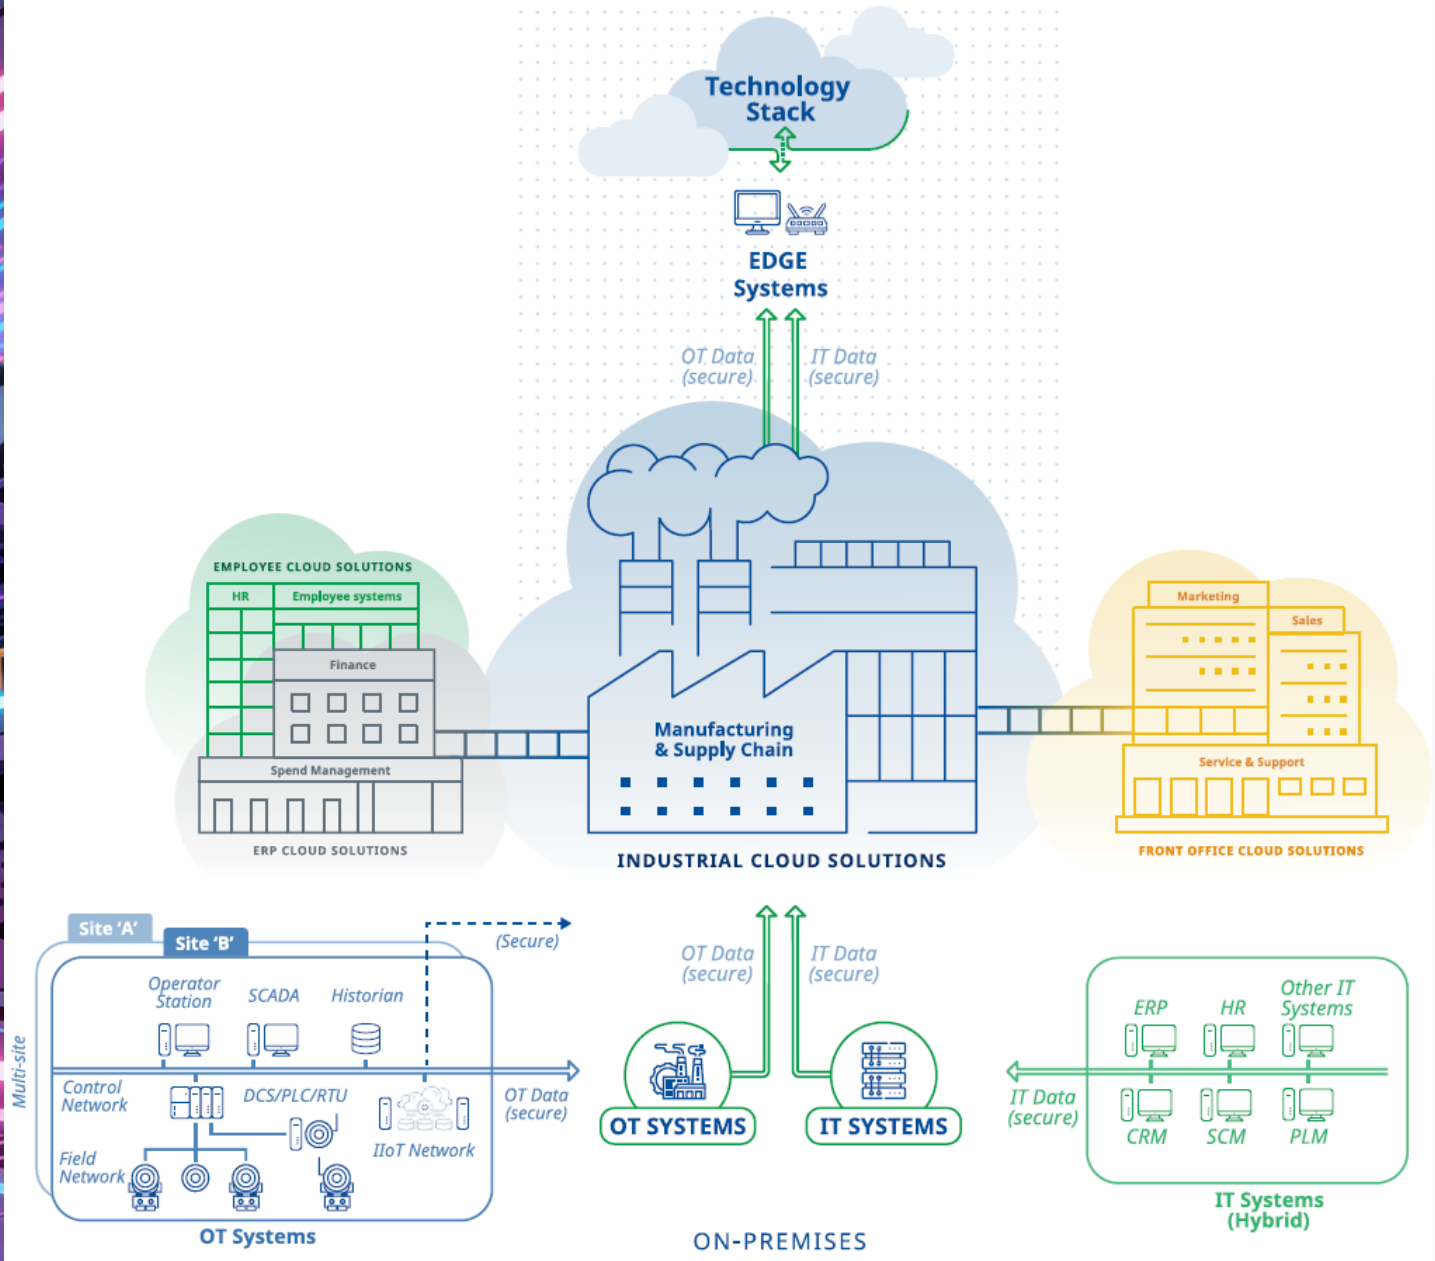 Technology
Stack
EDGE
Systems
OT Data
(secure)
IT Data
(secure)
EMPLOYEE CLOUD SOLUTIONS
HR
Employee systems
Finance
Spend Management
ERP CLOUD SOLUTIONS
Manufacturing
& Supply Chain
INDUSTRIAL CLOUD SOLUTIONS
Marketing
Sales
Service & Support
FRONT OFFICE CLOUD SOLUTIONS
Site ‘A’
Site ‘B’
(Secure)
Multi-site
Operator
Station
SCADA
Historian
Control
Network
DCS/PLC/RTU
IIoT Network
Field
Network
OT Data
(secure)
OT Systems
OT Data
(secure)
IT Data
(secure)
OT SYSTEMS
IT SYSTEMS
ON-PREMISES
IT Data
(secure)
ERP
HR
Other IT
Systems
CRM
SCM
PLM
IT Systems
(Hybrid)